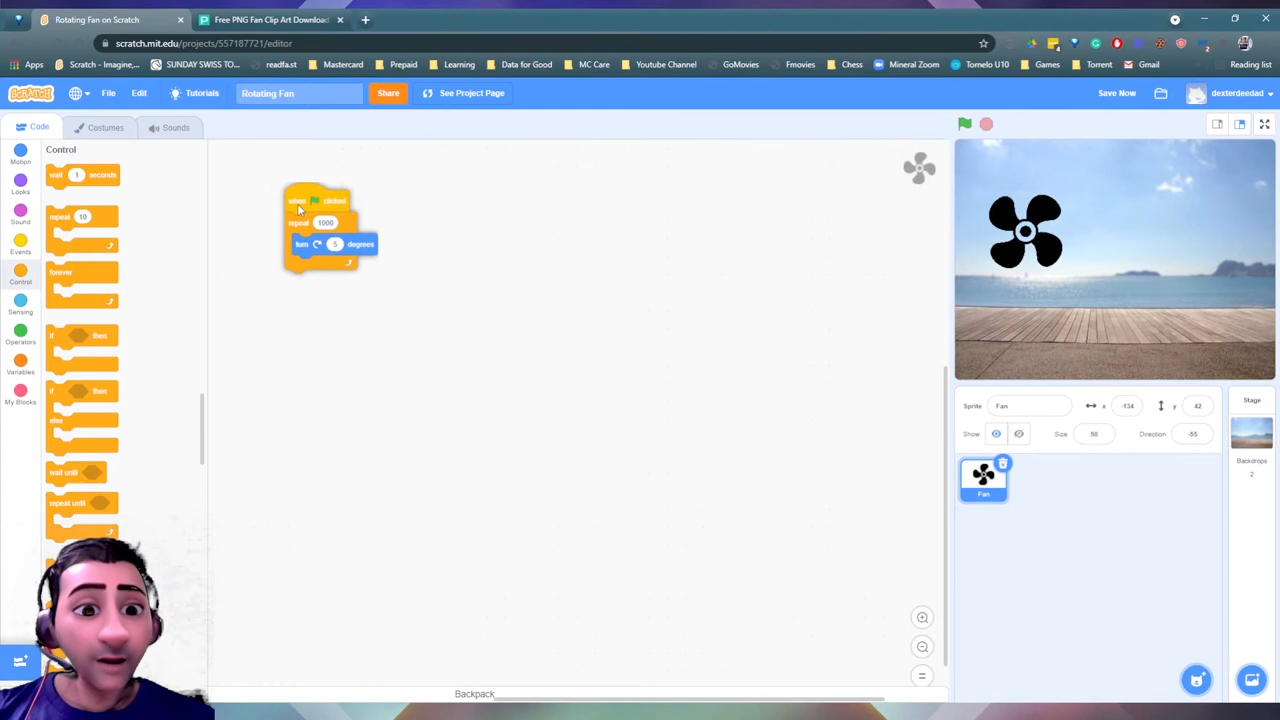 Rotating Fan on Scratch
Free PNG Fan Clip Art Download
scratch.mit.edu/projects/557187721/editor
Apps
Scratch - Imagine,...
SUNDAY SWISS TO...
readfa.st
Mastercard
Prepaid
Learning
Data for Good
MC Care
Youtube Channel
GoMovies
Fmovies
Chess
Mineral Zoom
Tornelo U10
Games
Torrent
Gmail
Reading list
SCRATCH
File
Edit
Tutorials
Rotating Fan
Share
See Project Page
Save Now
dexterdeedad
Code
Costumes
Sounds
Motion
Looks
Sound
Events
Control
Sensing
Operators
Variables
My Blocks
Control
wait 1 seconds
repeat 10
forever
if then
if then
else
wait until
repeat until
when clicked
repeat 1000
turn 5 degrees
Sprite Fan x -134 y 42
Show Size 50 Direction -55
Fan
Stage
Backdrops
2
Backpack